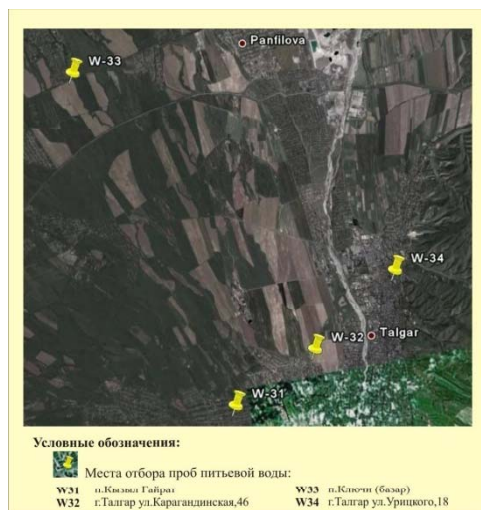 Panfilova
W-33
W-34
W-32
Talgar
W-31
Условные обозначения:
Места отбора проб питьевой воды:
W31 п.Кызыл Гайрат
W33 п.Ключи (базар)
W32 г.Талгар ул.Карагандинская,46
W34 г.Талгар ул.Урицкого,18